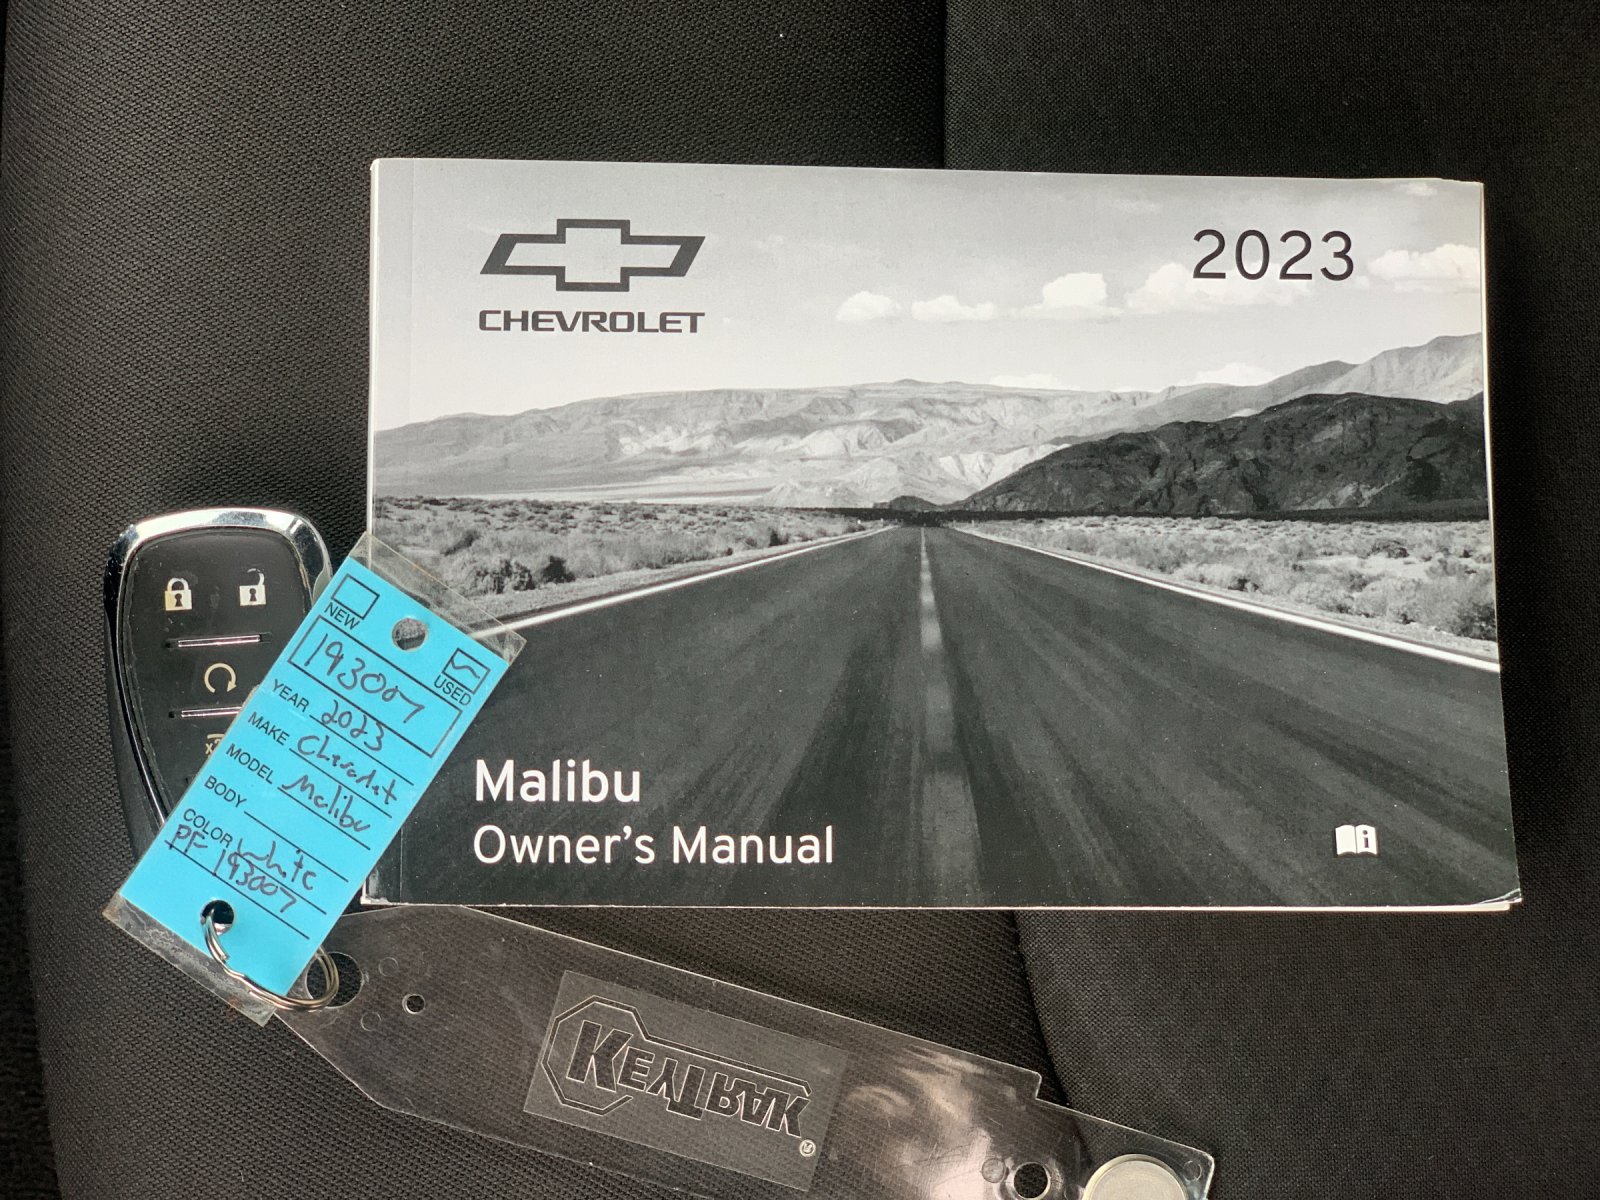 CHEVROLET
2023
Malibu
Owner's Manual
NEW
USED
193007
YEAR 2023
MAKE Chevrolet
MODEL Malibu
BODY
COLOR white
PF 193007
KEYTRAK®